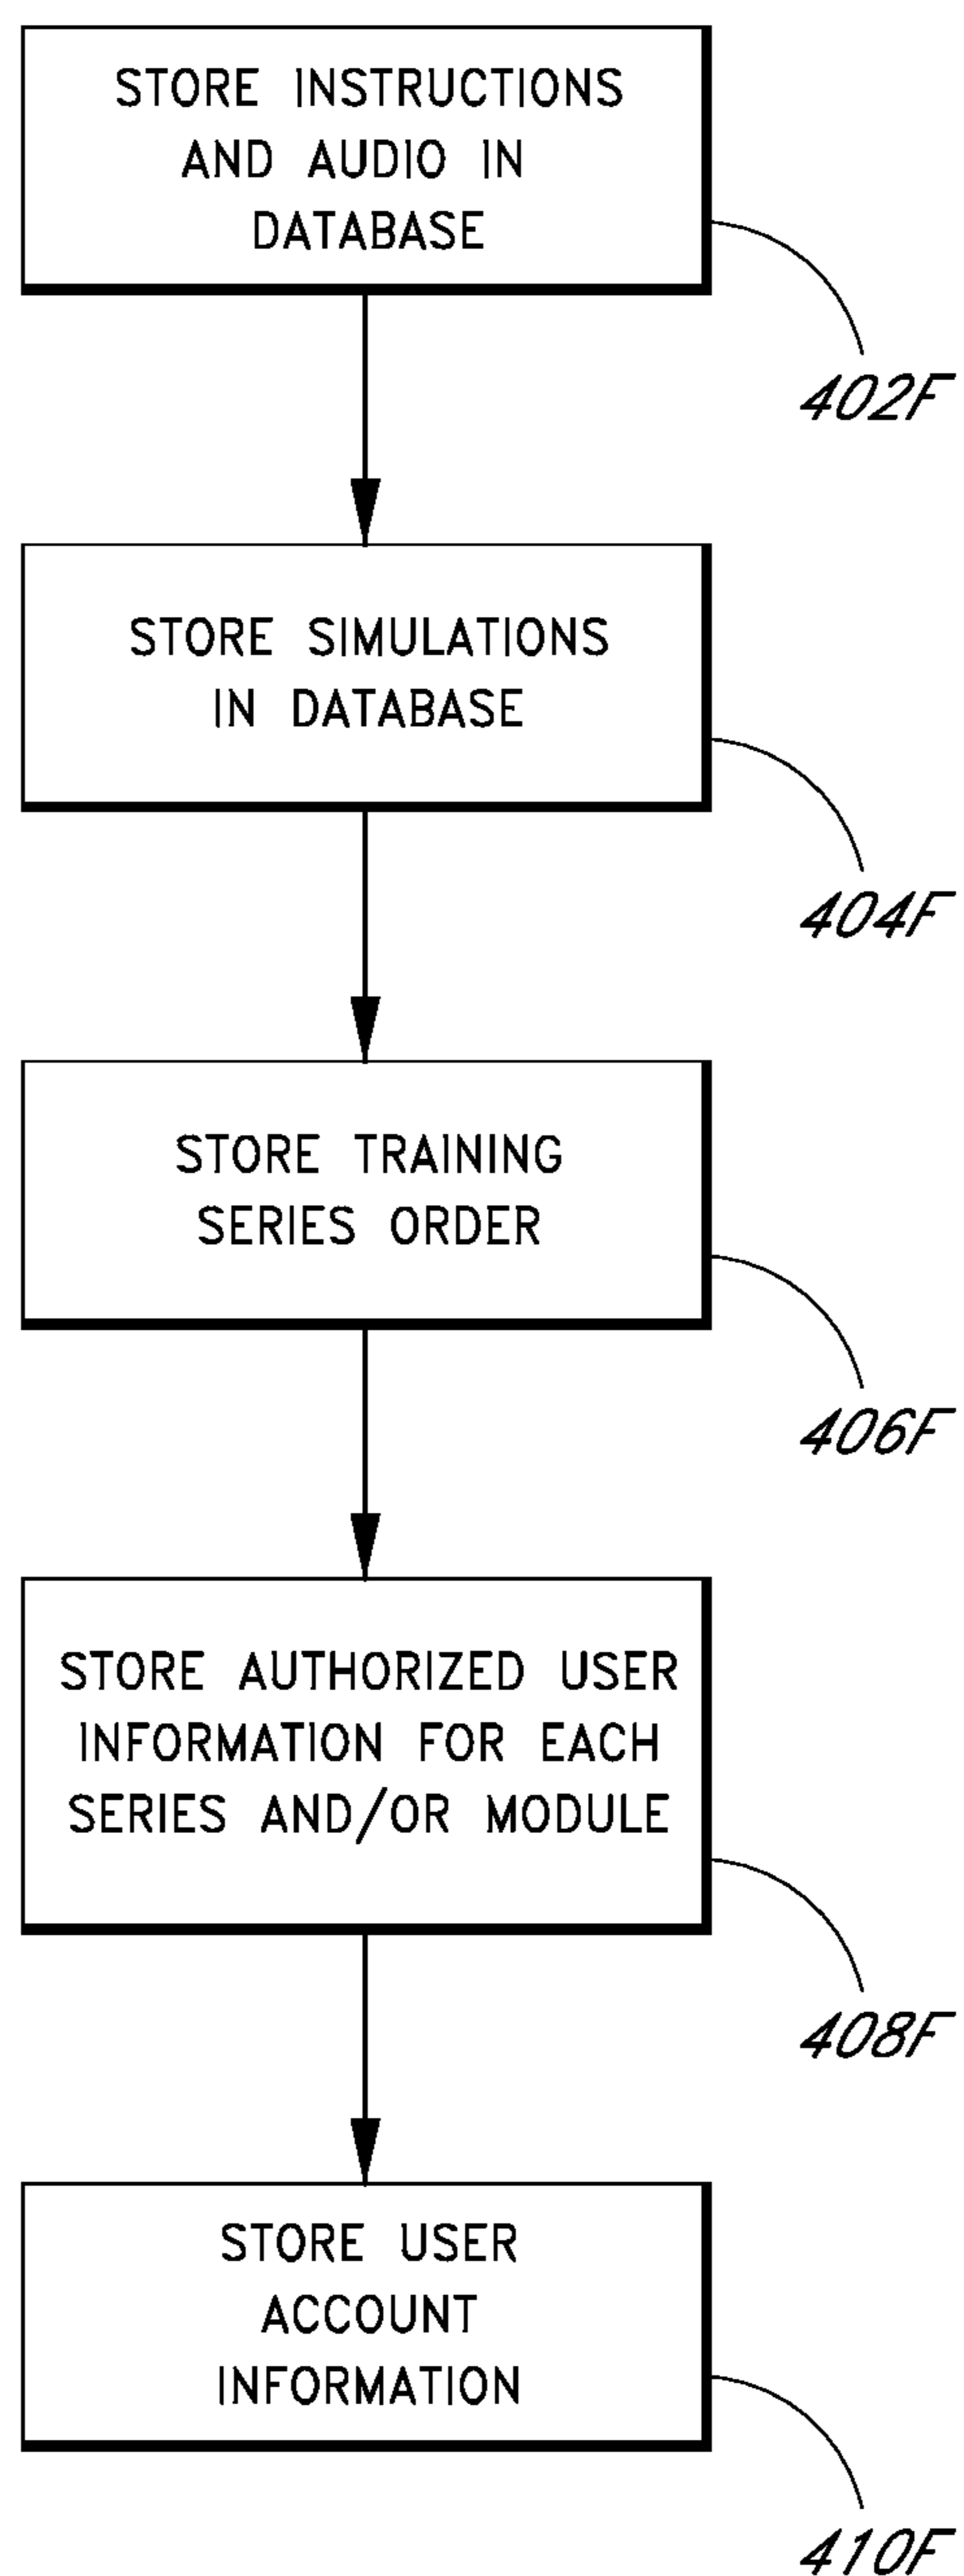 STORE INSTRUCTIONS
AND AUDIO IN
DATABASE
402F
STORE SIMULATIONS
IN DATABASE
404F
STORE TRAINING
SERIES ORDER
406F
STORE AUTHORIZED USER
INFORMATION FOR EACH
SERIES AND/OR MODULE
408F
STORE USER
ACCOUNT
INFORMATION
410F